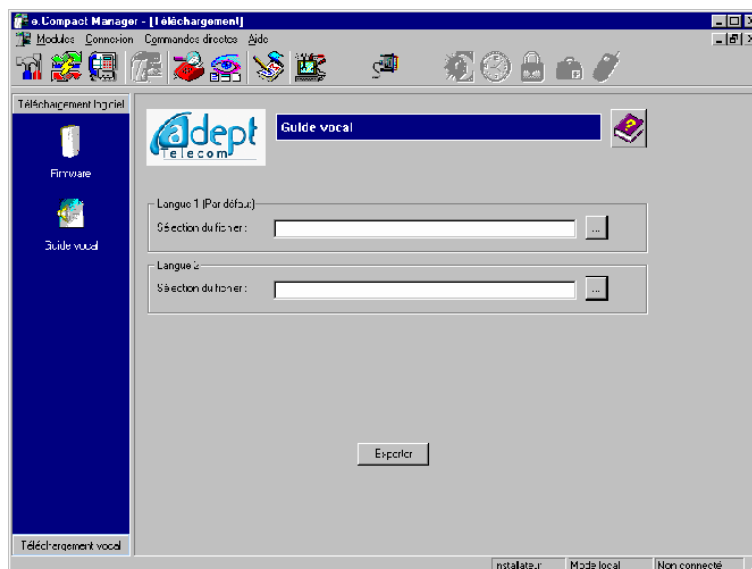 e.Compact Manager - [Téléchargement]
Modules Connexion Commandes directes Aide
Téléchargement logiciel
Firmware
Guide vocal
Téléchargement vocal
adept
Telecom
Guide vocal
Langue 1 (Par défaut)
Sélection du fichier :
...
Langue 2
Sélection du fichier :
...
Exporter
Installateur
Mode local
Non connecté